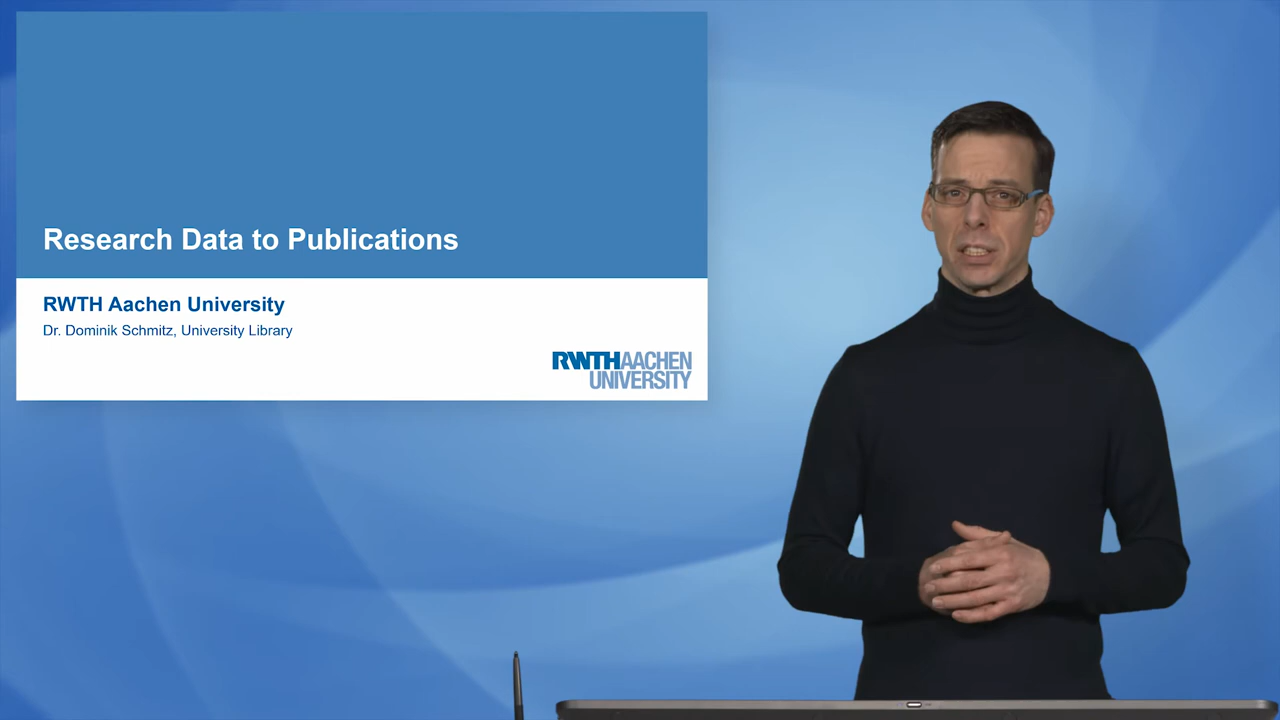 Research Data to Publications
RWTH Aachen University
Dr. Dominik Schmitz, University Library
RWTHAACHEN
UNIVERSITY